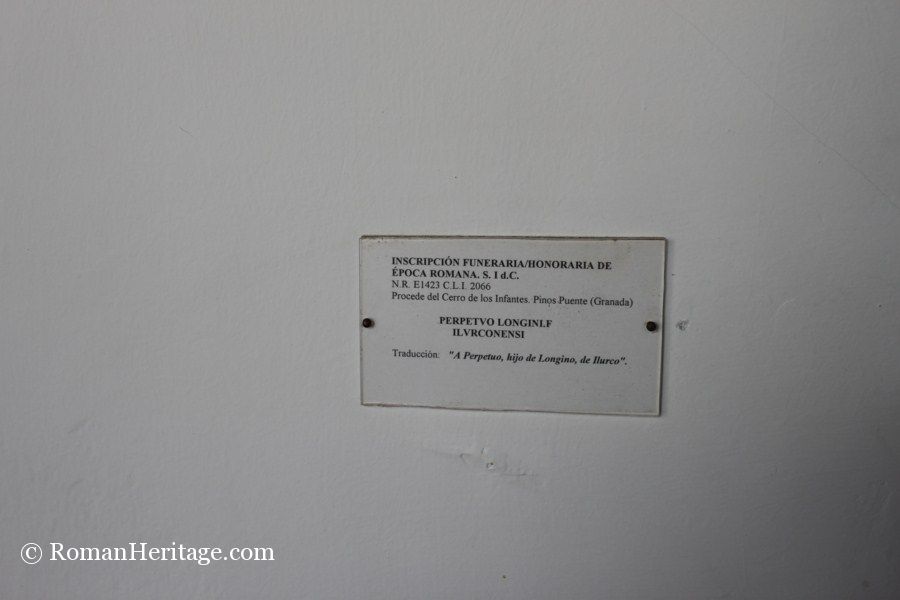 INSCRIPCIÓN FUNERARIA/HONORARIA DE
ÉPOCA ROMANA. S. I d.C.
N.R. E1423 C.L.I. 2066
Procede del Cerro de los Infantes. Pinos Puente (Granada)
PERPETVO LONGINI.F
ILVRCONENSI
Traducción: "A Perpetuo, hijo de Longino, de Ilurco".
© RomanHeritage.com